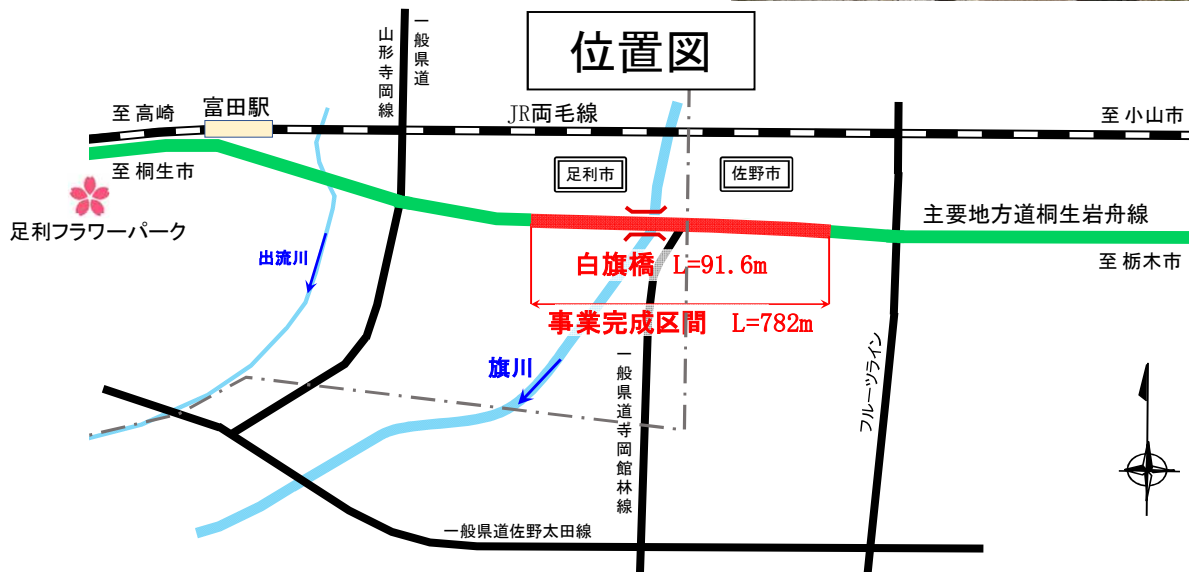 位置図
一般県道
山形寺岡線
至 高崎
富田駅
JR両毛線
至 小山市
至 桐生市
足利市
佐野市
足利フラワーパーク
主要地方道桐生岩舟線
至 栃木市
出流川
白旗橋 L=91.6m
事業完成区間 L=782m
旗川
一般県道寺岡館林線
フルーツライン
一般県道佐野太田線